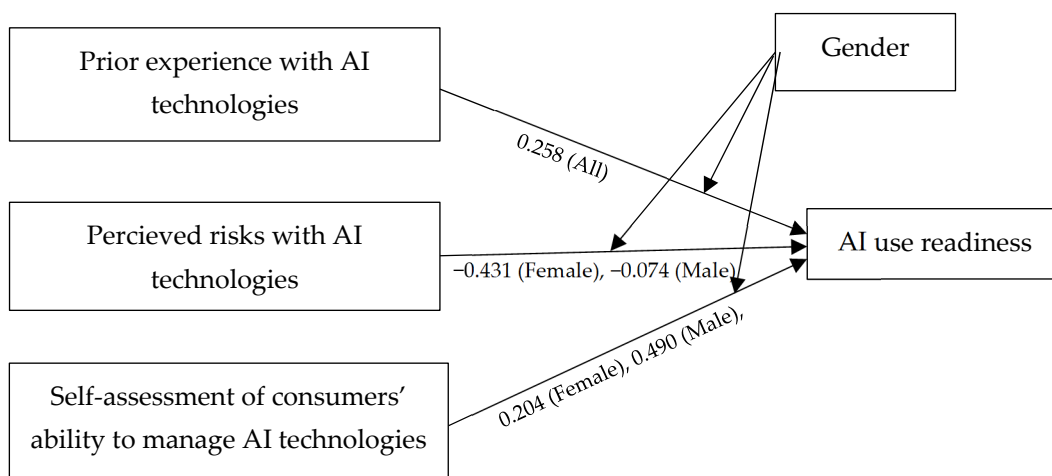 Prior experience with AI
technologies
Gender
0.258 (All)
Percieved risks with AI
technologies
AI use readiness
−0.431 (Female), −0.074 (Male)
0.204 (Female), 0.490 (Male),
Self-assessment of consumers’
ability to manage AI technologies